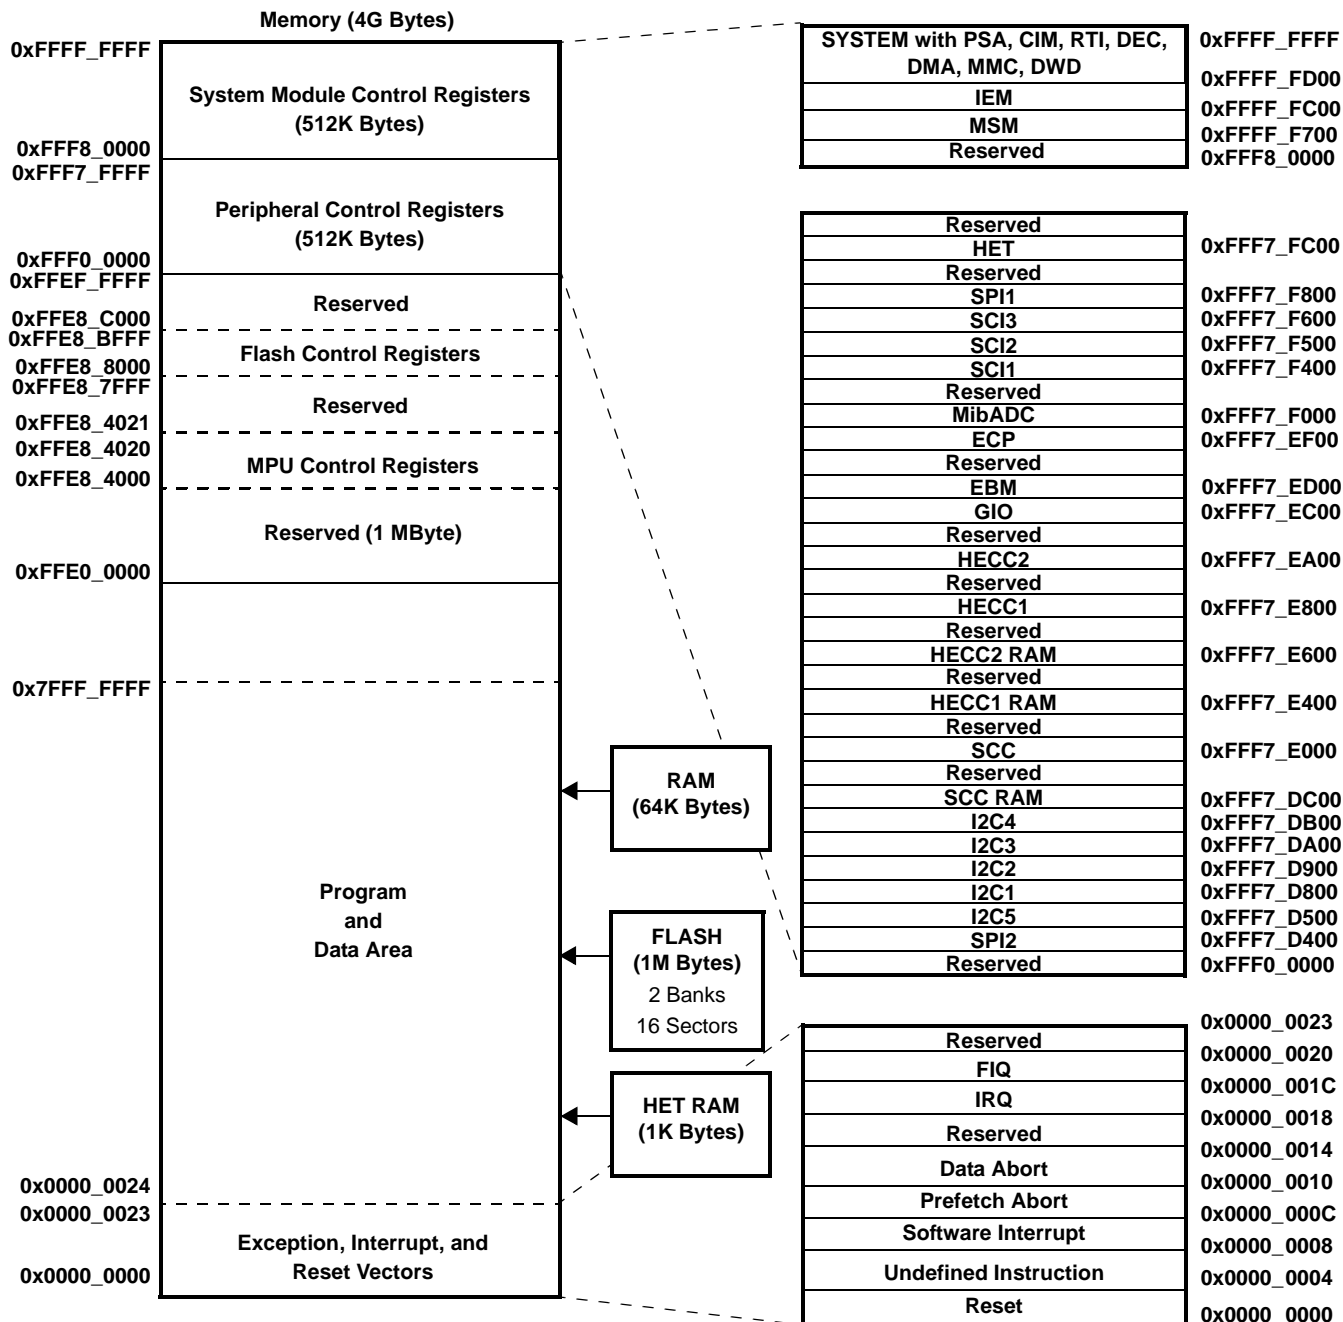 Memory (4G Bytes)
0xFFFF_FFFF
System Module Control Registers
(512K Bytes)
0xFFF8_0000
0xFFF7_FFFF
Peripheral Control Registers
(512K Bytes)
0xFFF0_0000
0xFFEF_FFFF
Reserved
0xFFE8_C000
0xFFE8_BFFF
Flash Control Registers
0xFFE8_8000
0xFFE8_7FFF
Reserved
0xFFE8_4021
0xFFE8_4020
MPU Control Registers
0xFFE8_4000
Reserved (1 MByte)
0xFFE0_0000
0x7FFF_FFFF
Program
and
Data Area
0x0000_0024
0x0000_0023
Exception, Interrupt, and
Reset Vectors
0x0000_0000
RAM
(64K Bytes)
FLASH
(1M Bytes)
2 Banks
16 Sectors
HET RAM
(1K Bytes)
SYSTEM with PSA, CIM, RTI, DEC,
DMA, MMC, DWD
0xFFFF_FFFF
0xFFFF_FD00
IEM
0xFFFF_FC00
MSM
0xFFFF_F700
Reserved
0xFFF8_0000
Reserved
HET
0xFFF7_FC00
Reserved
SPI1
0xFFF7_F800
SCI3
0xFFF7_F600
SCI2
0xFFF7_F500
SCI1
0xFFF7_F400
Reserved
MibADC
0xFFF7_F000
ECP
0xFFF7_EF00
Reserved
EBM
0xFFF7_ED00
GIO
0xFFF7_EC00
Reserved
HECC2
0xFFF7_EA00
Reserved
HECC1
0xFFF7_E800
Reserved
HECC2 RAM
0xFFF7_E600
Reserved
HECC1 RAM
0xFFF7_E400
Reserved
SCC
0xFFF7_E000
Reserved
SCC RAM
0xFFF7_DC00
I2C4
0xFFF7_DB00
I2C3
0xFFF7_DA00
I2C2
0xFFF7_D900
I2C1
0xFFF7_D800
I2C5
0xFFF7_D500
SPI2
0xFFF7_D400
Reserved
0xFFF0_0000
0x0000_0023
Reserved
0x0000_0020
FIQ
0x0000_001C
IRQ
0x0000_0018
Reserved
0x0000_0014
Data Abort
0x0000_0010
Prefetch Abort
0x0000_000C
Software Interrupt
0x0000_0008
Undefined Instruction
0x0000_0004
Reset
0x0000_0000